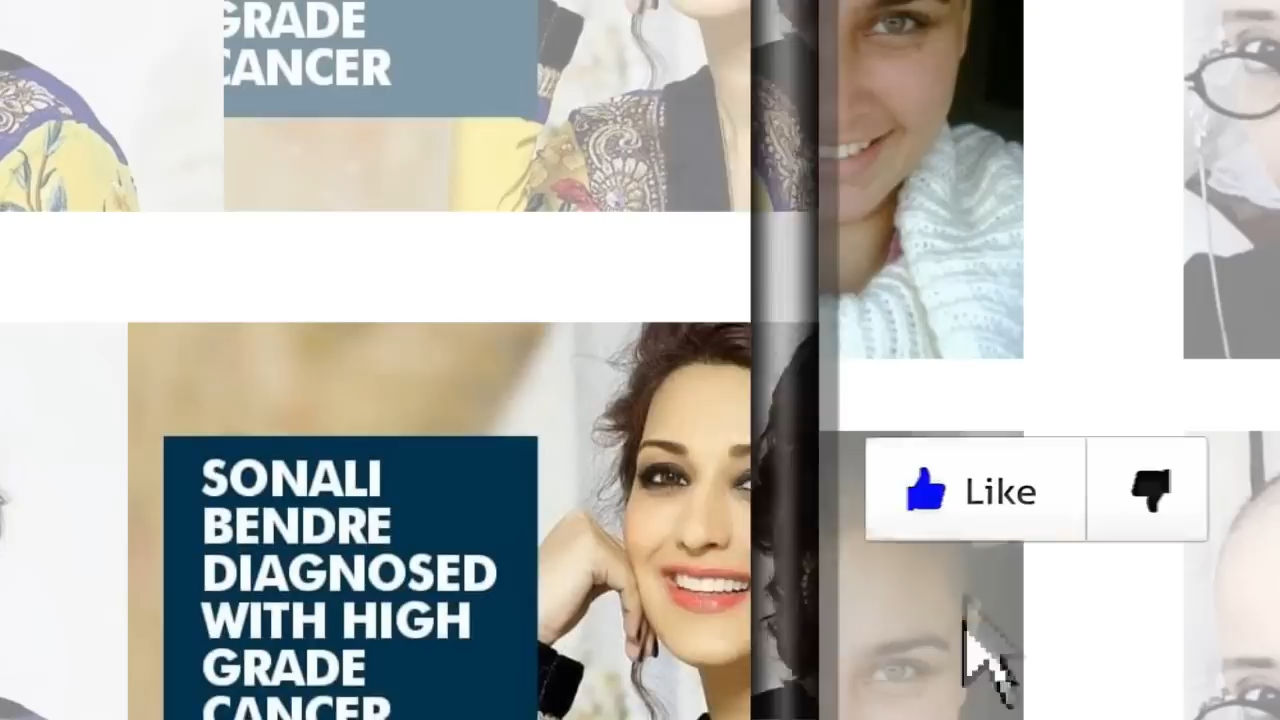 GRADE
CANCER
SONALI
BENDRE
DIAGNOSED
WITH HIGH
GRADE
CANCER
Like